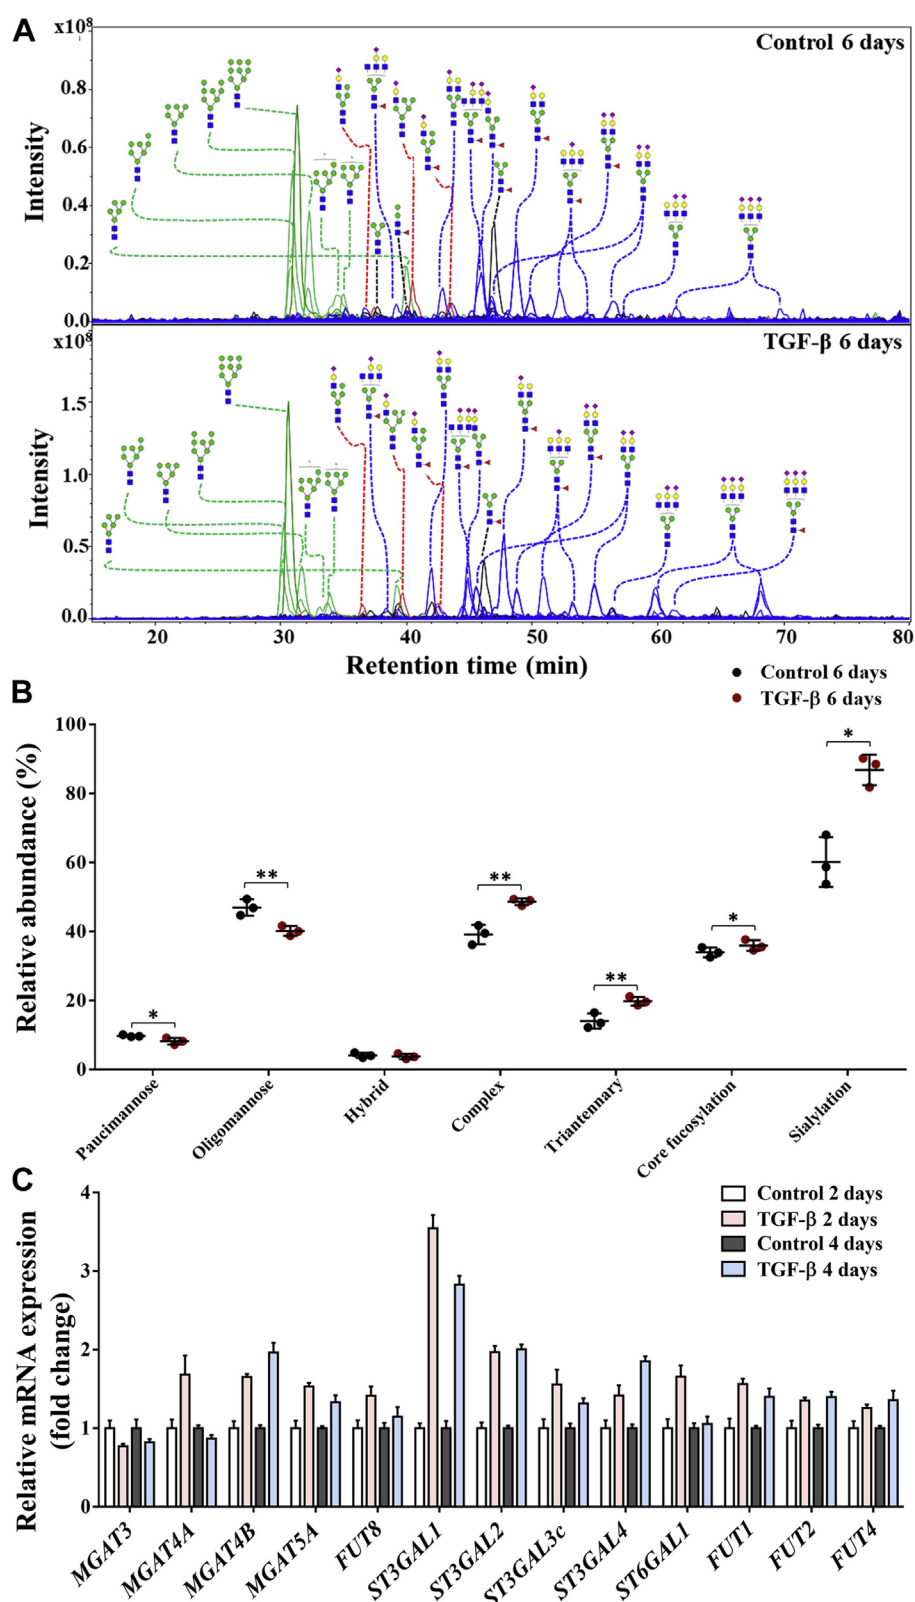 A
x10⁸
Control 6 days
0.8
0.6
0.4
0.2
0.0
Intensity
x10⁸
TGF-β 6 days
1.5
1.0
0.5
0.0
Intensity
20 30 40 50 60 70 80
Retention time (min)
B
Control 6 days
TGF-β 6 days
100
80
60
40
20
0
Relative abundance (%)
*
**
**
**
*
*
Paucimannose
Oligomannose
Hybrid
Complex
Triantennary
Core fucosylation
Sialylation
C
Control 2 days
TGF-β 2 days
Control 4 days
TGF-β 4 days
4
3
2
1
0
Relative mRNA expression
(fold change)
MGAT3
MGAT4A
MGAT4B
MGAT5A
FUT8
ST3GAL1
ST3GAL2
ST3GAL3c
ST3GAL4
ST6GAL1
FUT1
FUT2
FUT4